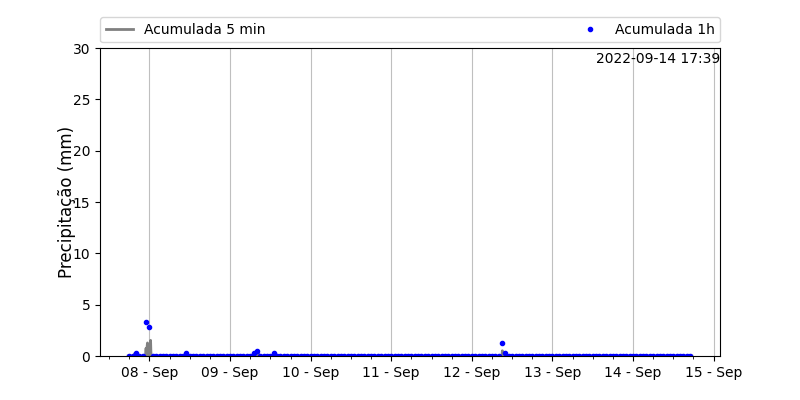 Acumulada 5 min
Acumulada 1h
2022-09-14 17:39
Precipitação (mm)
30
25
20
15
10
5
0
08 - Sep
09 - Sep
10 - Sep
11 - Sep
12 - Sep
13 - Sep
14 - Sep
15 - Sep